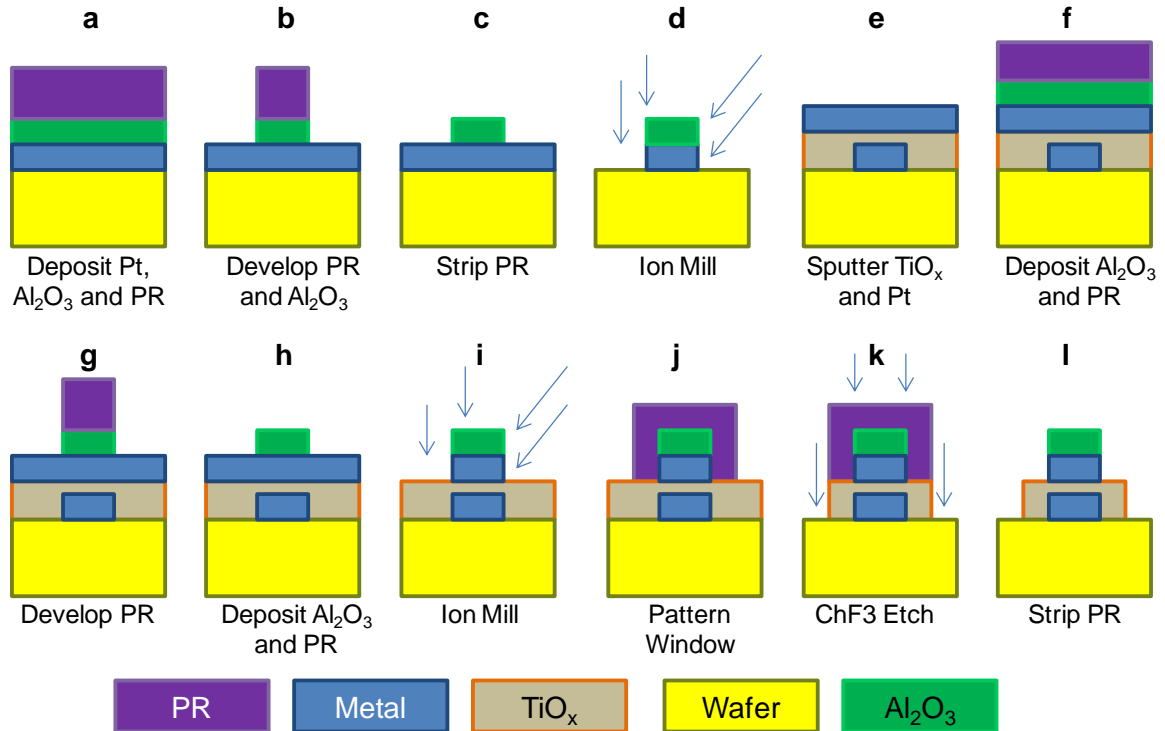 a
b
c
d
e
f
Deposit Pt,
Al₂O₃ and PR
Develop PR
and Al₂O₃
Strip PR
Ion Mill
Sputter TiOₓ
and Pt
Deposit Al₂O₃
and PR
g
h
i
j
k
l
Develop PR
Deposit Al₂O₃
and PR
Ion Mill
Pattern
Window
ChF3 Etch
Strip PR
PR
Metal
TiOₓ
Wafer
Al₂O₃